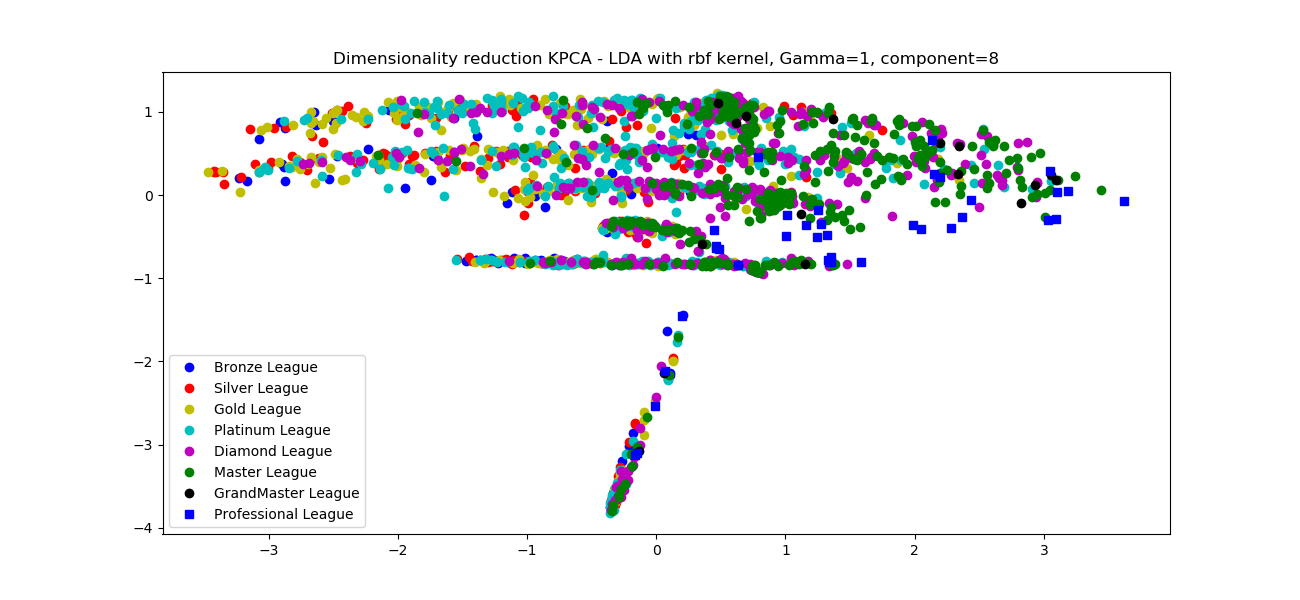 Dimensionality reduction KPCA - LDA with rbf kernel, Gamma=1, component=8
1
0
−1
−2
−3
−4
Bronze League
Silver League
Gold League
Platinum League
Diamond League
Master League
GrandMaster League
Professional League
−3 −2 −1 0 1 2 3